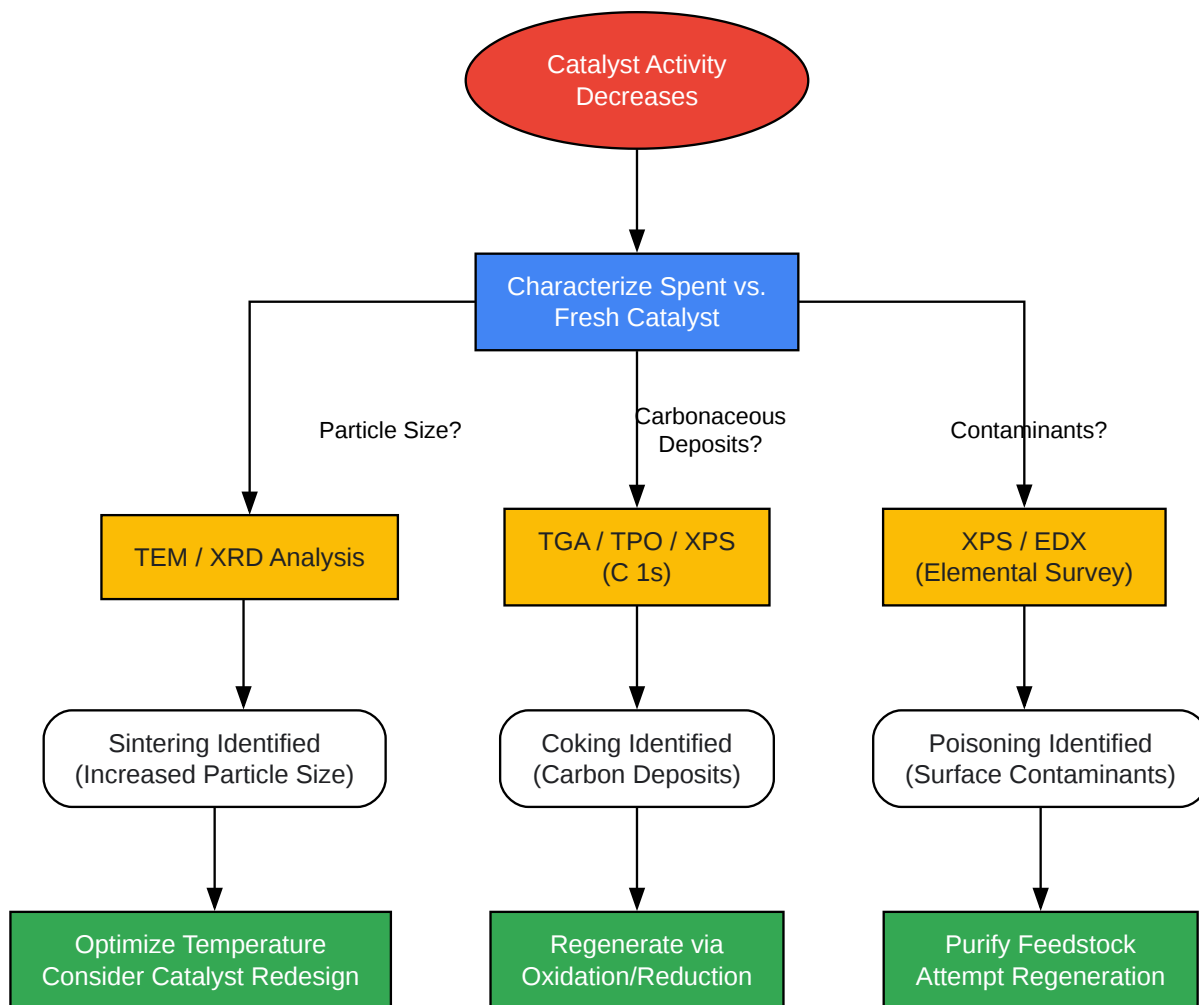 Catalyst Activity
Decreases
Characterize Spent vs.
Fresh Catalyst
Particle Size?
Carbonaceous
Deposits?
Contaminants?
TEM / XRD Analysis
TGA / TPO / XPS
(C 1s)
XPS / EDX
(Elemental Survey)
Sintering Identified
(Increased Particle Size)
Coking Identified
(Carbon Deposits)
Poisoning Identified
(Surface Contaminants)
Optimize Temperature
Consider Catalyst Redesign
Regenerate via
Oxidation/Reduction
Purify Feedstock
Attempt Regeneration